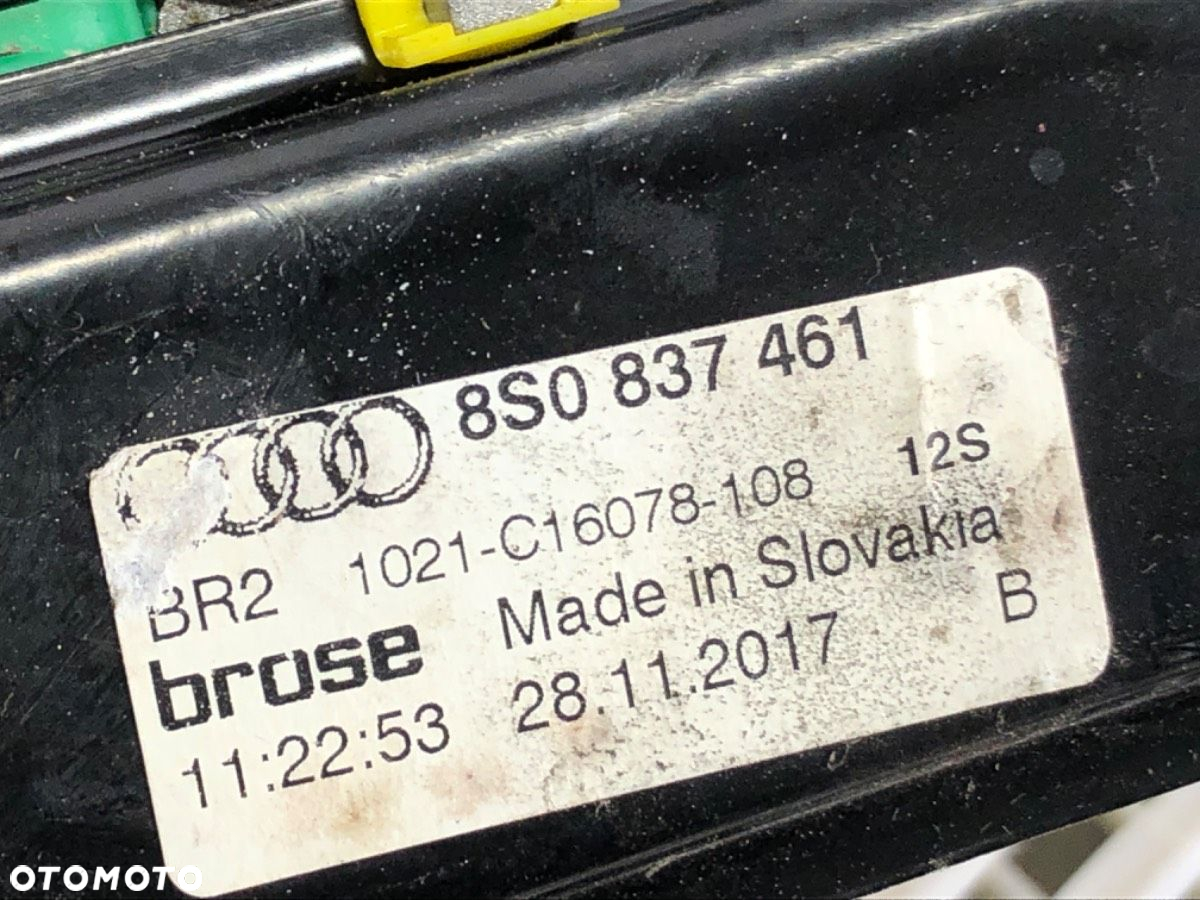 8S0 837 461
1021-C16078-108 12S
BR2 Made in Slovakia
brose 28.11.2017 B
11:22:53
OTOMOTO